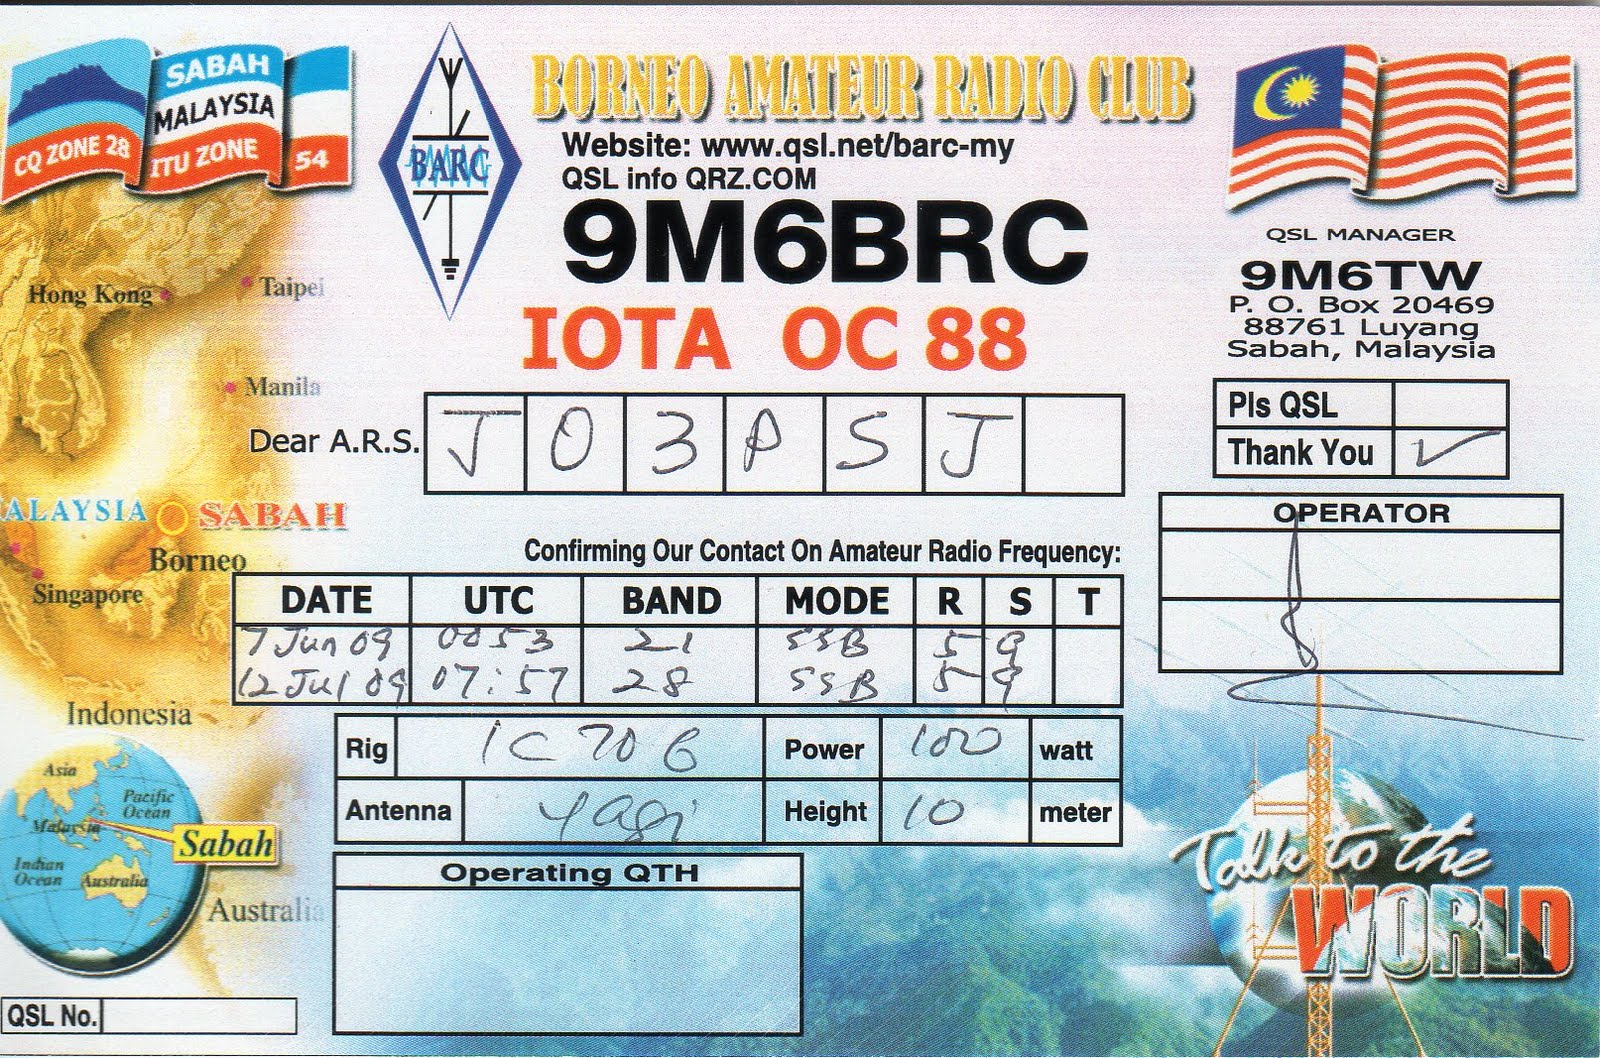 SABAH
MALAYSIA
CQ ZONE 28 ITU ZONE 54
BARC
BORNEO AMATEUR RADIO CLUB
Website: www.qsl.net/barc-my
QSL info QRZ.COM
9M6BRC
IOTA OC 88
QSL MANAGER
9M6TW
P. O. Box 20469
88761 Luyang
Sabah, Malaysia
Hong Kong
Taipei
Manila
ALAYSIA SABAH
Borneo
Singapore
Indonesia
Australia
Dear A.R.S. J O 3 P S J
Pls QSL
Thank You ✓
OPERATOR
Confirming Our Contact On Amateur Radio Frequency:
DATE UTC BAND MODE R S T
7 Jun 09 0053 21 SSB 5 9
12 Jul 09 07:57 28 SSB 5 9
Rig IC 706 Power 100 watt
Antenna Yagi Height 10 meter
Operating QTH
Asia
Pacific
Ocean
Malaysia
Sabah
Indian
Ocean
Australia
QSL No.
Talk to the
WORLD